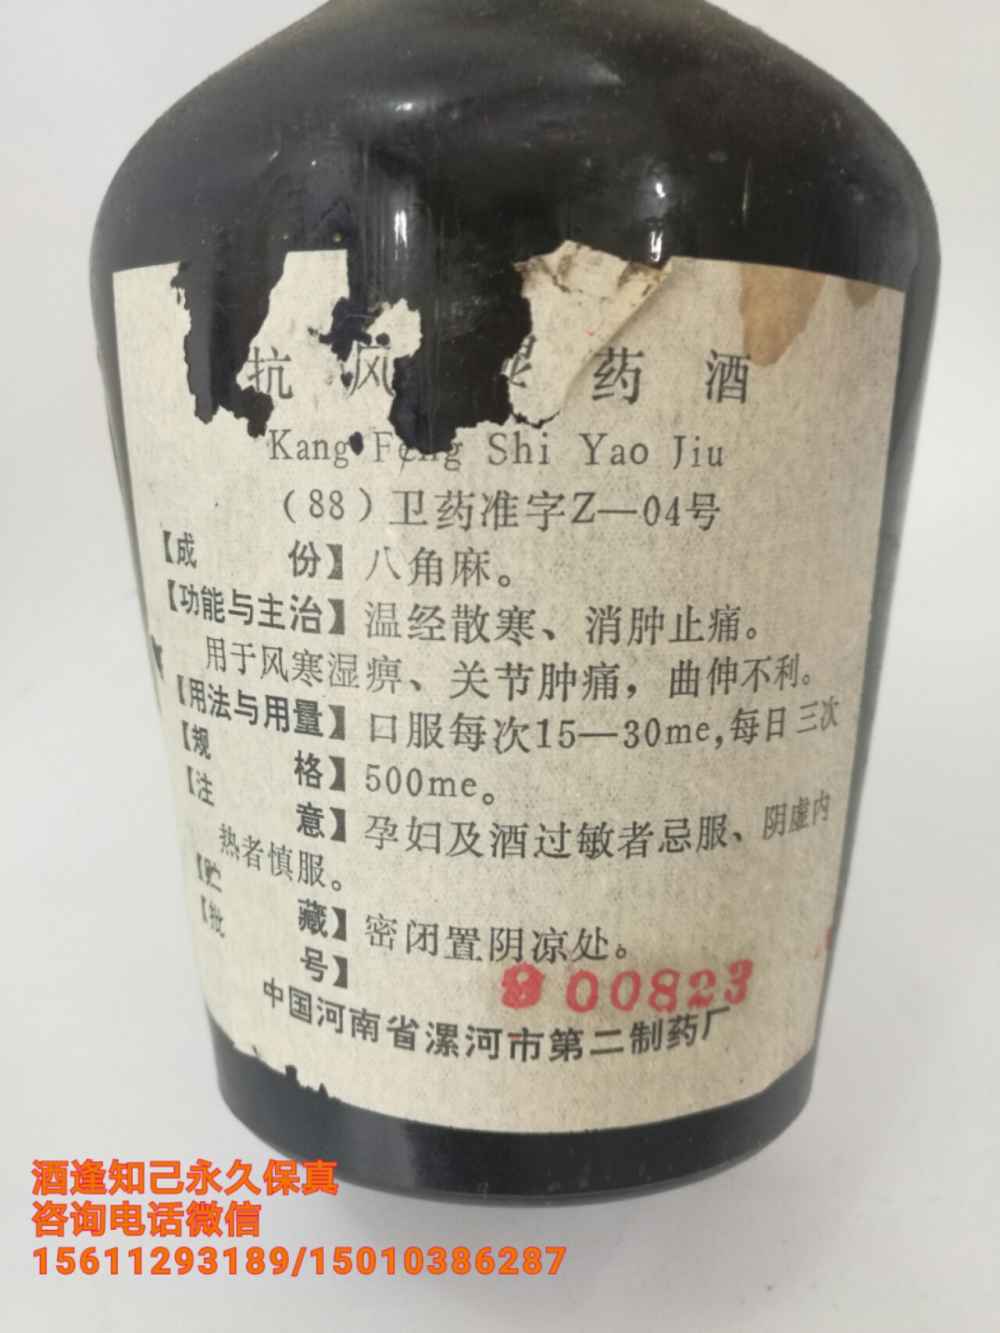 抗风 药酒
Kang Feng Shi Yao Jiu
(88)卫药准字Z—04号
【成份】八角麻。
【功能与主治】温经散寒、消肿止痛。
用于风寒湿痹、关节肿痛，曲伸不利。
【用法与用量】口服每次15—30me,每日三次
【规格】500me。
【注意】孕妇及酒过敏者忌服、阴虚内
热者慎服。
【贮藏】密闭置阴凉处。
【批号】
900823
中国河南省漯河市第二制药厂
酒逢知己永久保真
咨询电话微信
15611293189/15010386287